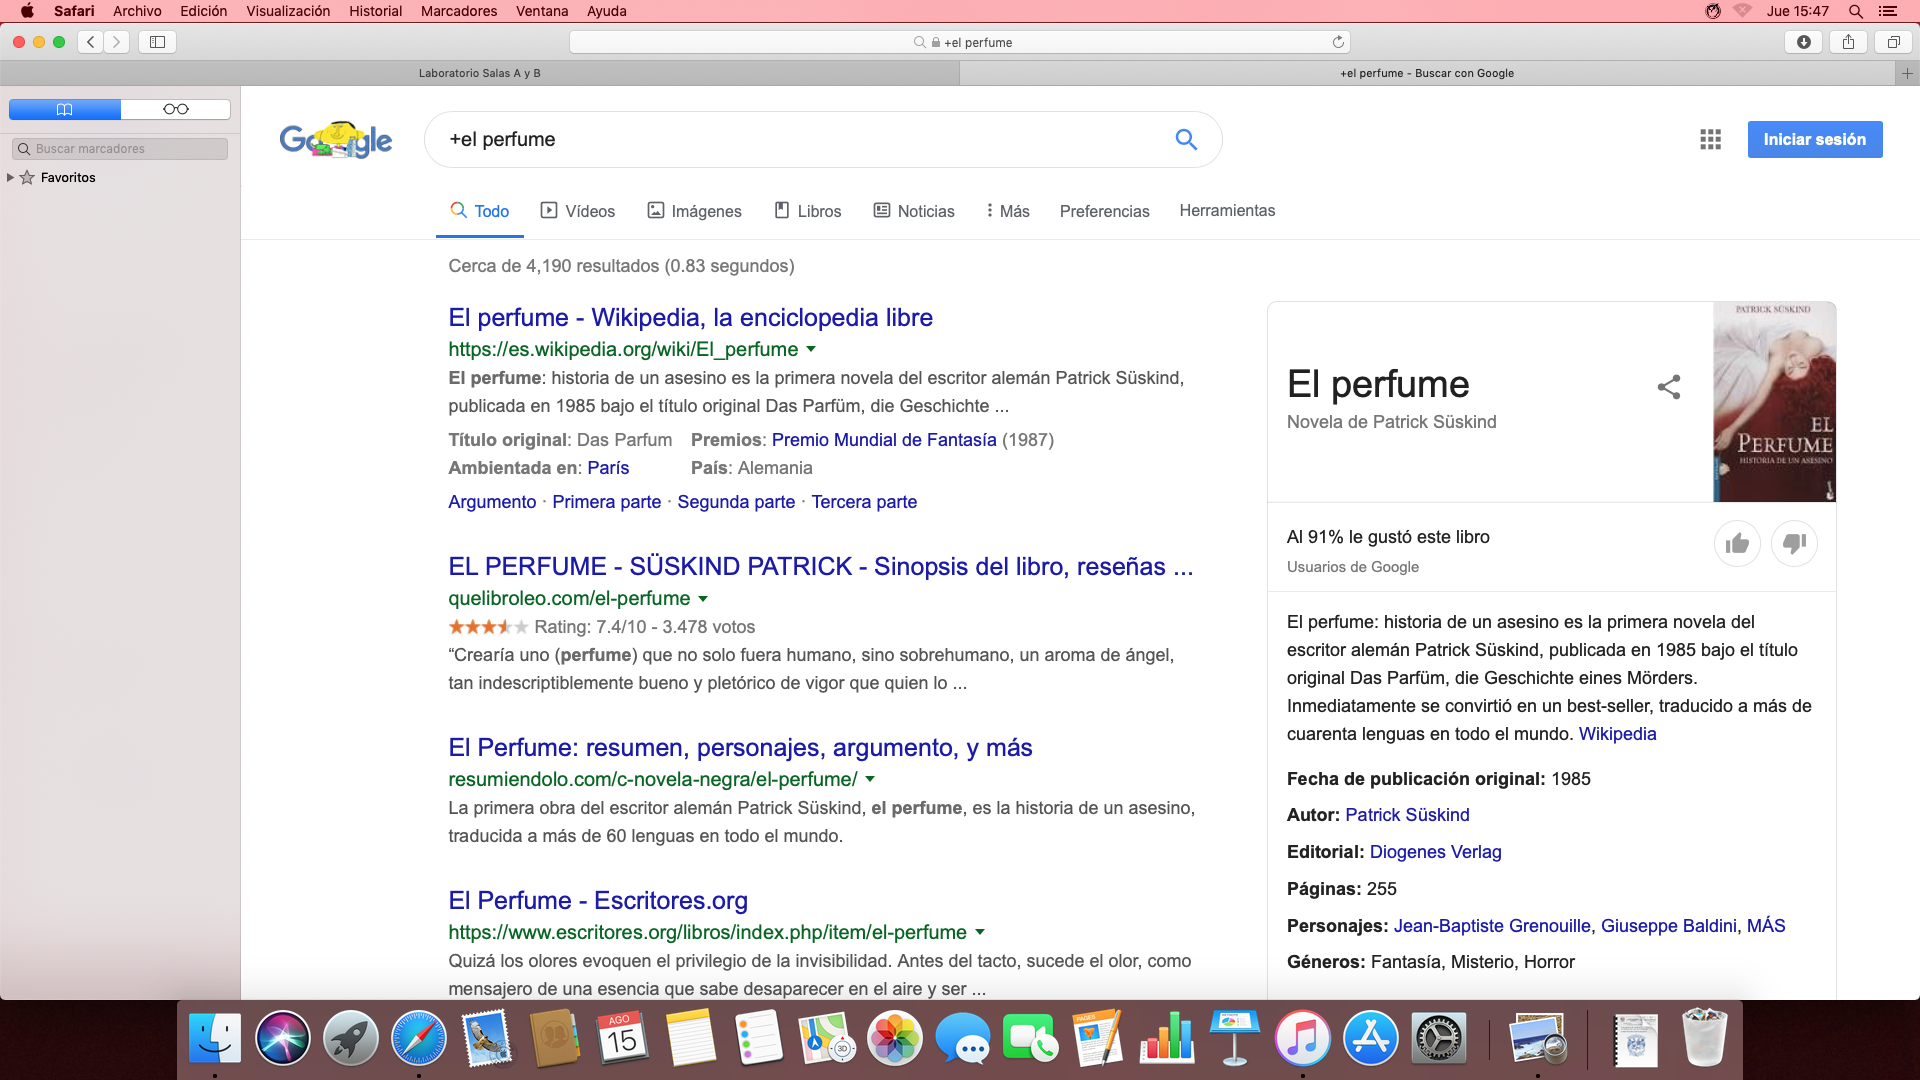 Safari Archivo Edición Visualización Historial Marcadores Ventana Ayuda Jue 15:47
+el perfume
Laboratorio Salas A y B
+el perfume - Buscar con Google
Buscar marcadores
Favoritos
Google
+el perfume
Iniciar sesión
Todo Vídeos Imágenes Libros Noticias Más Preferencias Herramientas
Cerca de 4,190 resultados (0.83 segundos)
El perfume - Wikipedia, la enciclopedia libre
https://es.wikipedia.org/wiki/El_perfume
El perfume: historia de un asesino es la primera novela del escritor alemán Patrick Süskind,
publicada en 1985 bajo el título original Das Parfüm, die Geschichte ...
Título original: Das Parfum Premios: Premio Mundial de Fantasía (1987)
Ambientada en: París País: Alemania
Argumento · Primera parte · Segunda parte · Tercera parte
EL PERFUME - SÜSKIND PATRICK - Sinopsis del libro, reseñas ...
quelibroleo.com/el-perfume
Rating: 7.4/10 - 3.478 votos
“Crearía uno (perfume) que no solo fuera humano, sino sobrehumano, un aroma de ángel,
tan indescriptiblemente bueno y pletórico de vigor que quien lo ...
El Perfume: resumen, personajes, argumento, y más
resumiendolo.com/c-novela-negra/el-perfume/
La primera obra del escritor alemán Patrick Süskind, el perfume, es la historia de un asesino,
traducida a más de 60 lenguas en todo el mundo.
El Perfume - Escritores.org
https://www.escritores.org/libros/index.php/item/el-perfume
Quizá los olores evoquen el privilegio de la invisibilidad. Antes del tacto, sucede el olor, como
mensajero de una esencia que sabe desaparecer en el aire y ser ...
El perfume
Novela de Patrick Süskind
PATRICK SÜSKIND
EL
PERFUME
HISTORIA DE UN ASESINO
Al 91% le gustó este libro
Usuarios de Google
El perfume: historia de un asesino es la primera novela del
escritor alemán Patrick Süskind, publicada en 1985 bajo el título
original Das Parfüm, die Geschichte eines Mörders.
Inmediatamente se convirtió en un best-seller, traducido a más de
cuarenta lenguas en todo el mundo. Wikipedia
Fecha de publicación original: 1985
Autor: Patrick Süskind
Editorial: Diogenes Verlag
Páginas: 255
Personajes: Jean-Baptiste Grenouille, Giuseppe Baldini, MÁS
Géneros: Fantasía, Misterio, Horror
AGO
15
3D
PAGES